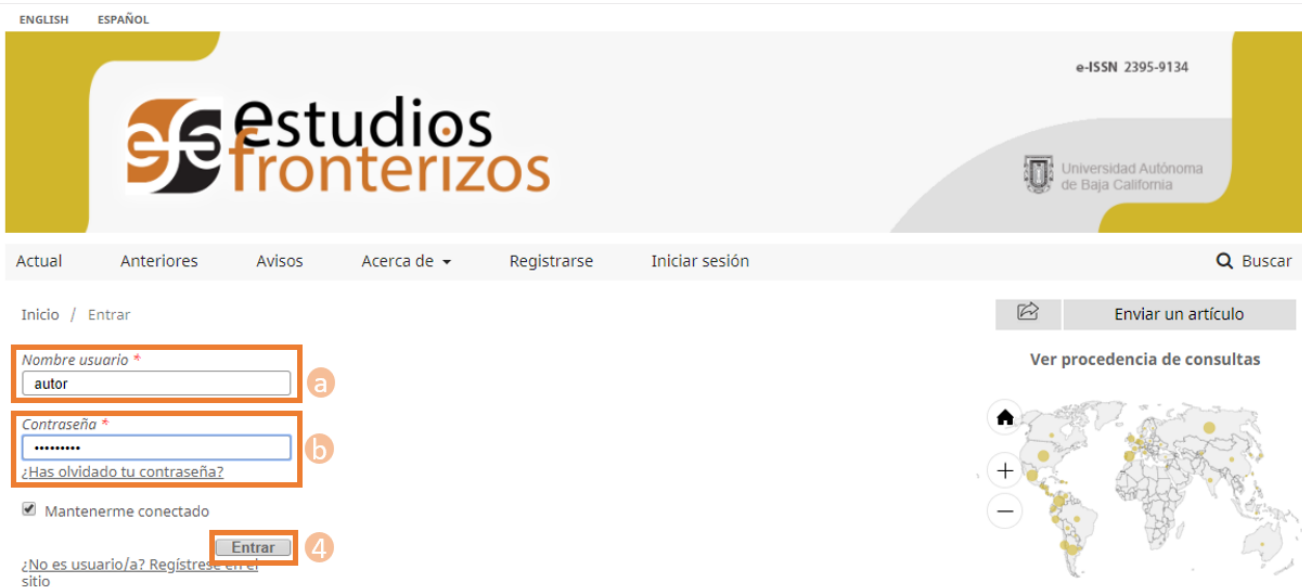 ENGLISH ESPAÑOL
e-ISSN 2395-9134
efe estudios
fronterizos
Universidad Autónoma
de Baja California
Actual Anteriores Avisos Acerca de Registrarse Iniciar sesión Buscar
Inicio / Entrar
Enviar un artículo
Nombre usuario *
autor
a
Contraseña *
•••••••••
b
¿Has olvidado tu contraseña?
Mantenerme conectado
Entrar
4
¿No es usuario/a? Regístrese en el
sitio
Ver procedencia de consultas
+
−